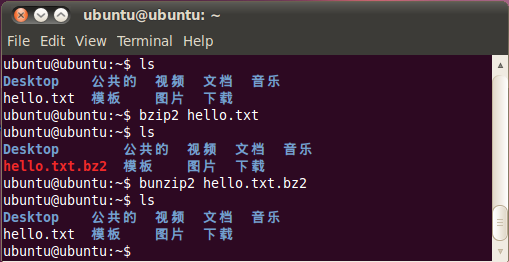 ubuntu@ubuntu: ~
File Edit View Terminal Help
ubuntu@ubuntu:~$ ls
Desktop 公共的 视频 文档 音乐
hello.txt 模板 图片 下载
ubuntu@ubuntu:~$ bzip2 hello.txt
ubuntu@ubuntu:~$ ls
Desktop 公共的 视频 文档 音乐
hello.txt.bz2 模板 图片 下载
ubuntu@ubuntu:~$ bunzip2 hello.txt.bz2
ubuntu@ubuntu:~$ ls
Desktop 公共的 视频 文档 音乐
hello.txt 模板 图片 下载
ubuntu@ubuntu:~$